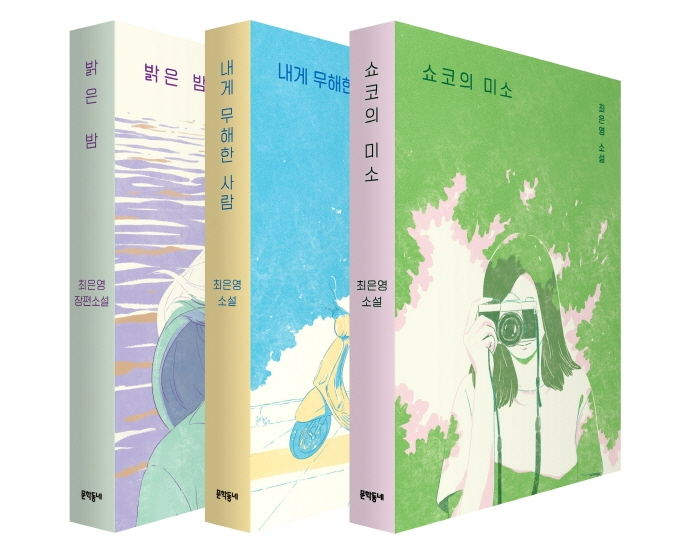 밝은 밤
최은영
장편소설
문학동네
밝은 밤
내게 무해한 사람
최은영
소설
문학동네
내게 무해한
쇼코의 미소
최은영
소설
문학동네
쇼코의 미소
최은영 소설